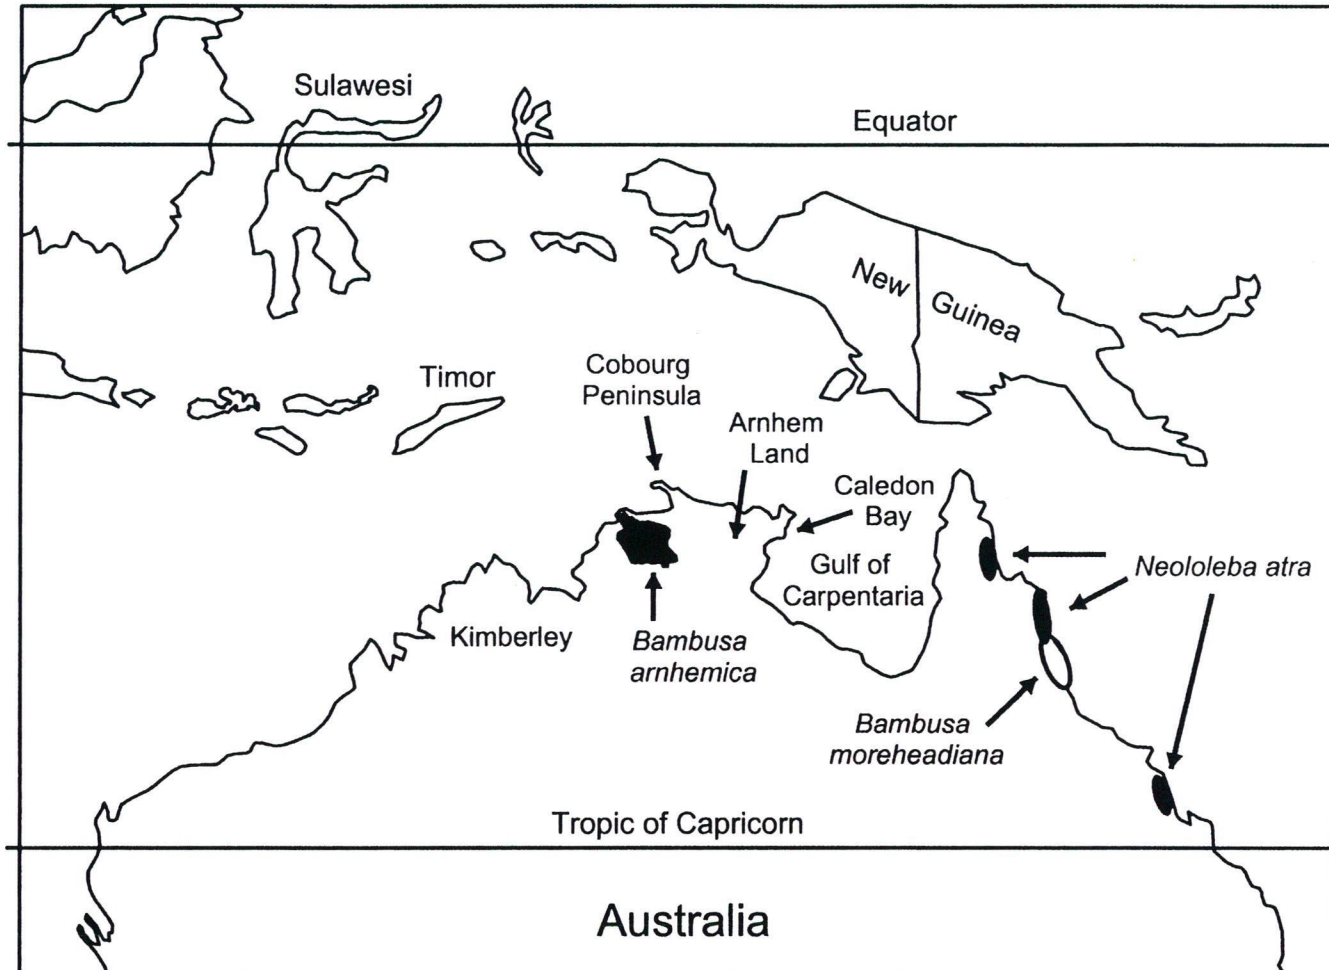 Sulawesi
Equator
New
Guinea
Timor
Cobourg
Peninsula
Arnhem
Land
Caledon
Bay
Gulf of
Carpentaria
Neololeba atra
Kimberley
Bambusa
arnhemica
Bambusa
moreheadiana
Tropic of Capricorn
Australia